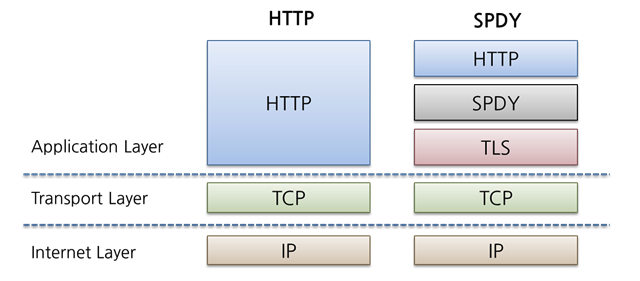 HTTP SPDY
HTTP
HTTP
SPDY
Application Layer TLS
Transport Layer TCP TCP
Internet Layer IP IP